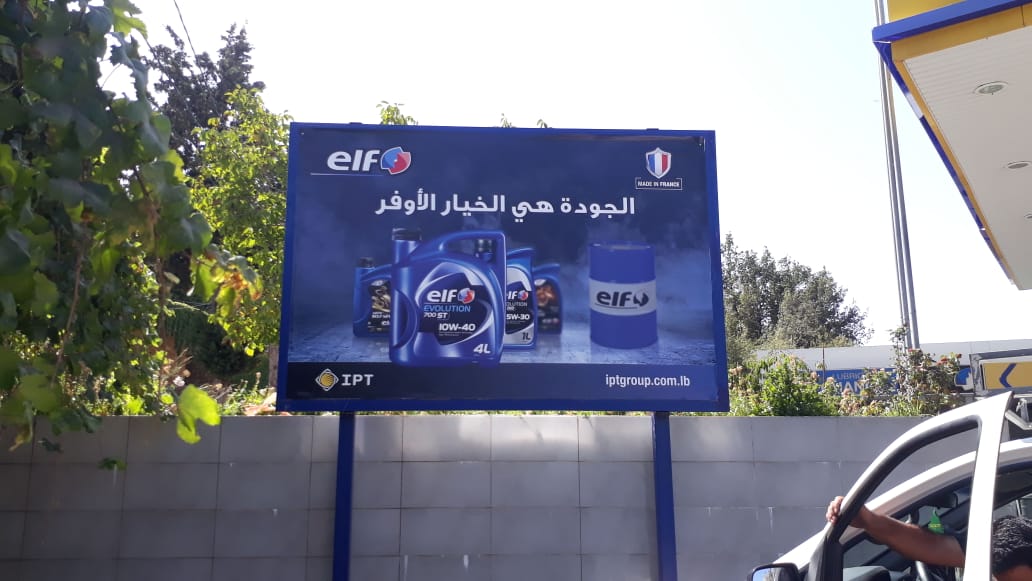 elf
MADE IN FRANCE
الجودة هي الخيار الأوفر
elf
EVOLUTION
700 ST
10W-40
4L
elf
5W-30
1L
elf
IPT
iptgroup.com.lb